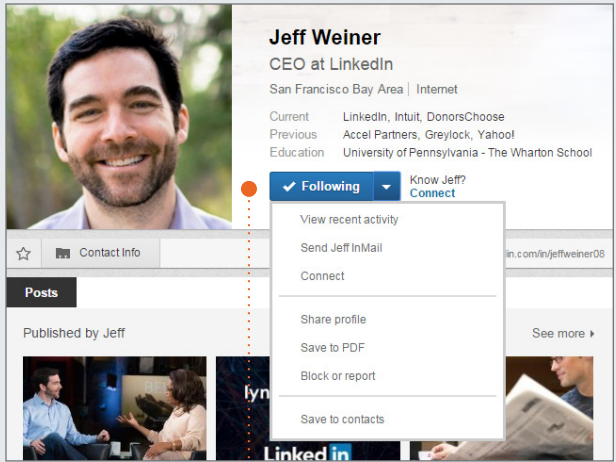 Jeff Weiner
CEO at LinkedIn
San Francisco Bay Area | Internet
Current LinkedIn, Intuit, DonorsChoose
Previous Accel Partners, Greylock, Yahoo!
Education University of Pennsylvania - The Wharton School
Following
Know Jeff?
Connect
View recent activity
Send Jeff InMail
Connect
Share profile
Save to PDF
Block or report
Save to contacts
Contact Info
in.com/in/jeffweiner08
Posts
Published by Jeff
See more
lyn
Linked in